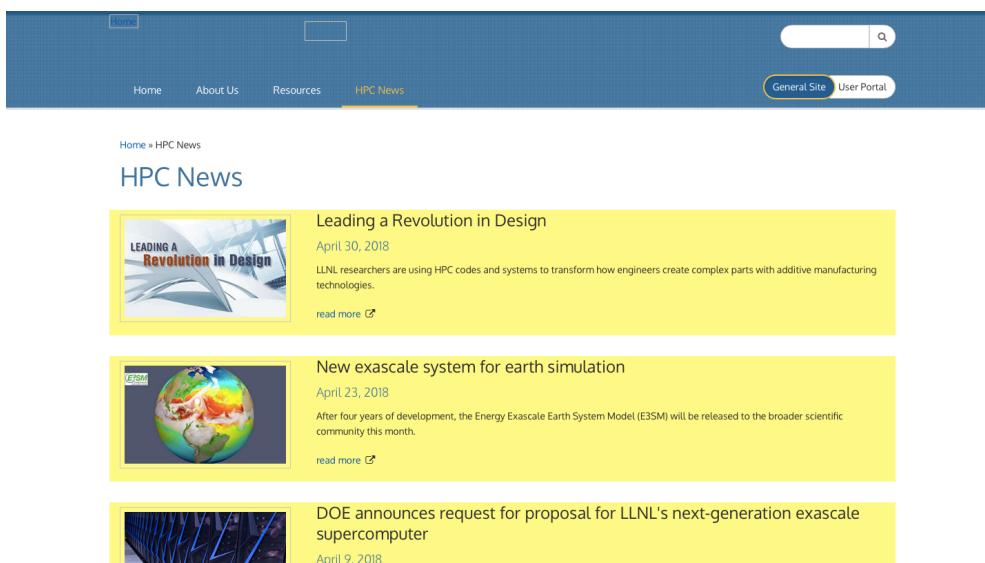 Home
Home
About Us
Resources
HPC News
General Site
User Portal
Home » HPC News
HPC News
LEADING A
Revolution in Design
Leading a Revolution in Design
April 30, 2018
LLNL researchers are using HPC codes and systems to transform how engineers create complex parts with additive manufacturing
technologies.
read more
E3SM
New exascale system for earth simulation
April 23, 2018
After four years of development, the Energy Exascale Earth System Model (E3SM) will be released to the broader scientific
community this month.
read more
DOE announces request for proposal for LLNL's next-generation exascale
supercomputer
April 9, 2018